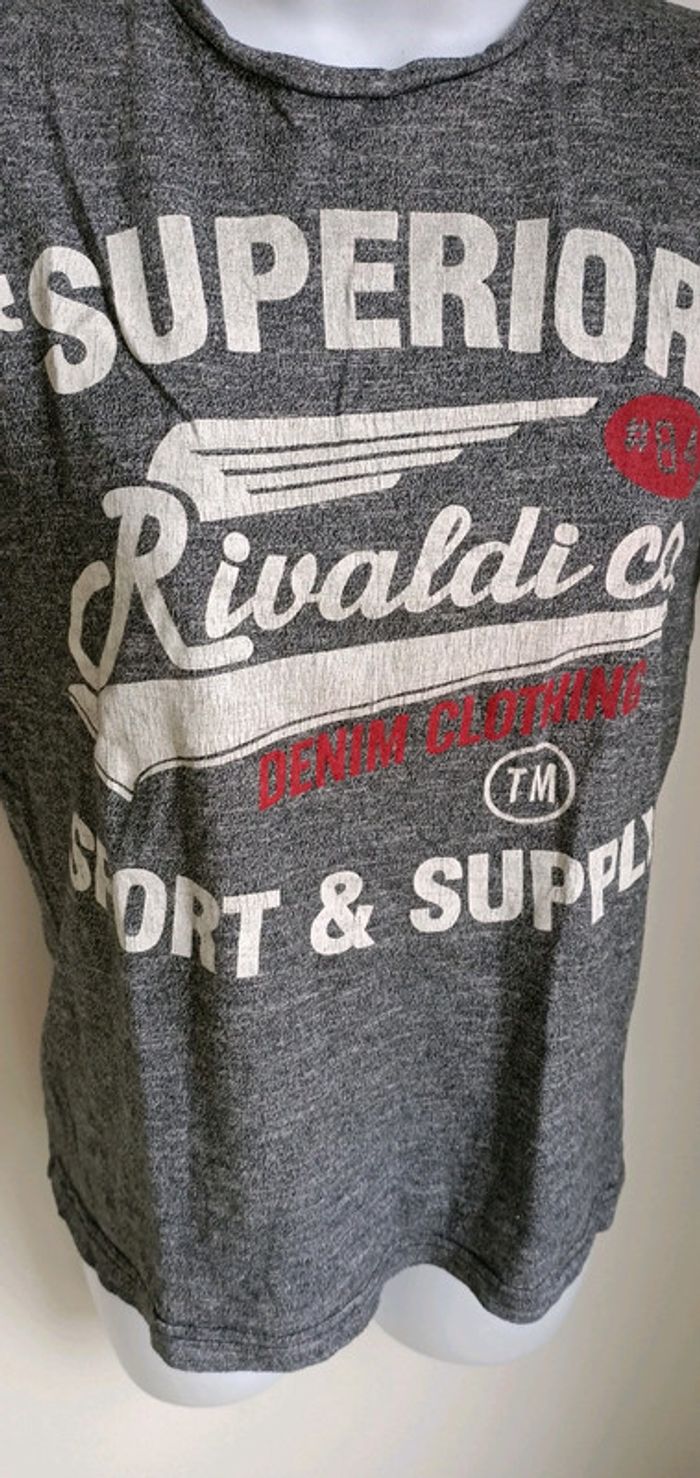 SUPERIOR
Rivaldi Co.
DENIM CLOTHING
TM
SPORT & SUPPLY